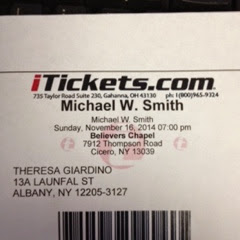 iTickets.com
735 Taylor Road Suite 230, Gahanna, OH 43130 ph: 1(800)965-9324
Michael W. Smith
Michael W. Smith
Sunday, November 16, 2014 07:00 pm
Believers Chapel
7912 Thompson Road
Cicero, NY 13039
THERESA GIARDINO
13A LAUNFAL ST
ALBANY, NY 12205-3127